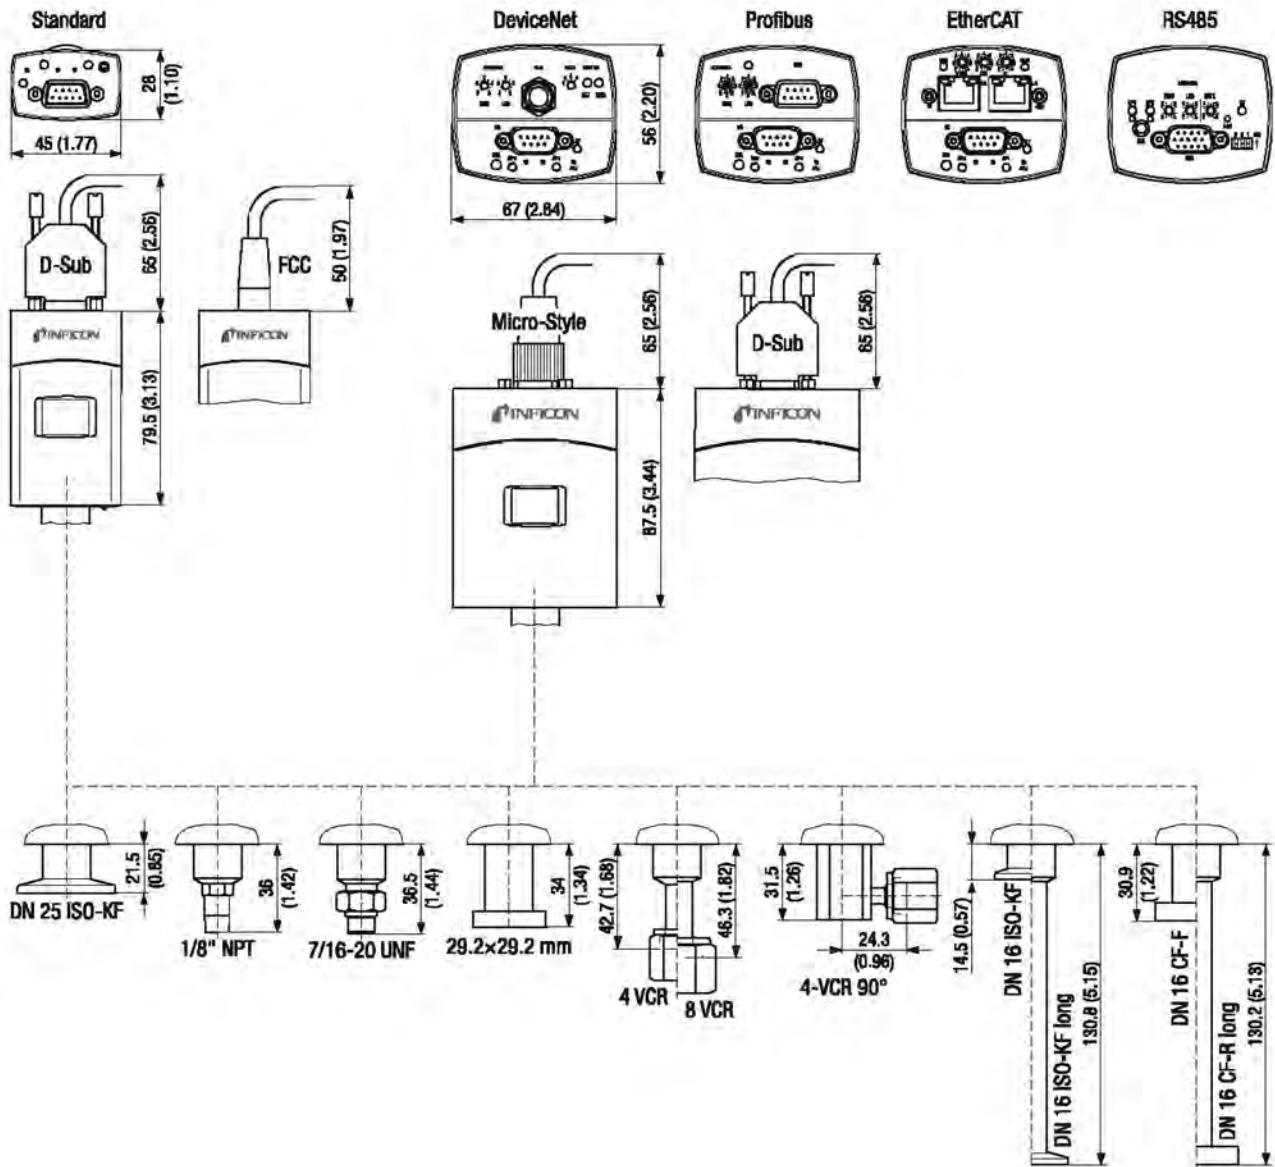 Standard
DeviceNet
Profibus
EtherCAT
RS485
28
(1.10)
45 (1.77)
56 (2.20)
67 (2.64)
D-Sub
65 (2.56)
FCC
50 (1.97)
INFICON
INFICON
79.5 (3.13)
Micro-Style
65 (2.56)
D-Sub
65 (2.56)
INFICON
INFICON
87.5 (3.44)
21.5
(0.85)
DN 25 ISO-KF
36
(1.42)
1/8" NPT
36.5
(1.44)
7/16-20 UNF
34
(1.34)
29.2×29.2 mm
42.7 (1.68)
46.3 (1.82)
4 VCR
8 VCR
31.5
(1.26)
24.3
(0.96)
4-VCR 90°
14.5 (0.57)
DN 16 ISO-KF
DN 16 ISO-KF long
130.8 (5.15)
30.9
(1.22)
DN 16 CF-F
DN 16 CF-R long
130.2 (5.13)